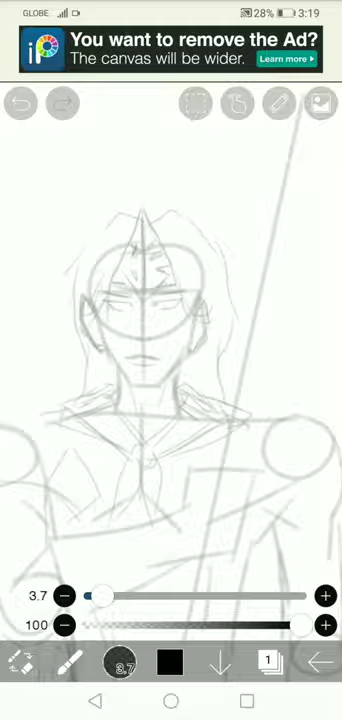 GLOBE
28% 3:19
iP You want to remove the Ad?
The canvas will be wider. Learn more
3.7
100
3.7
1